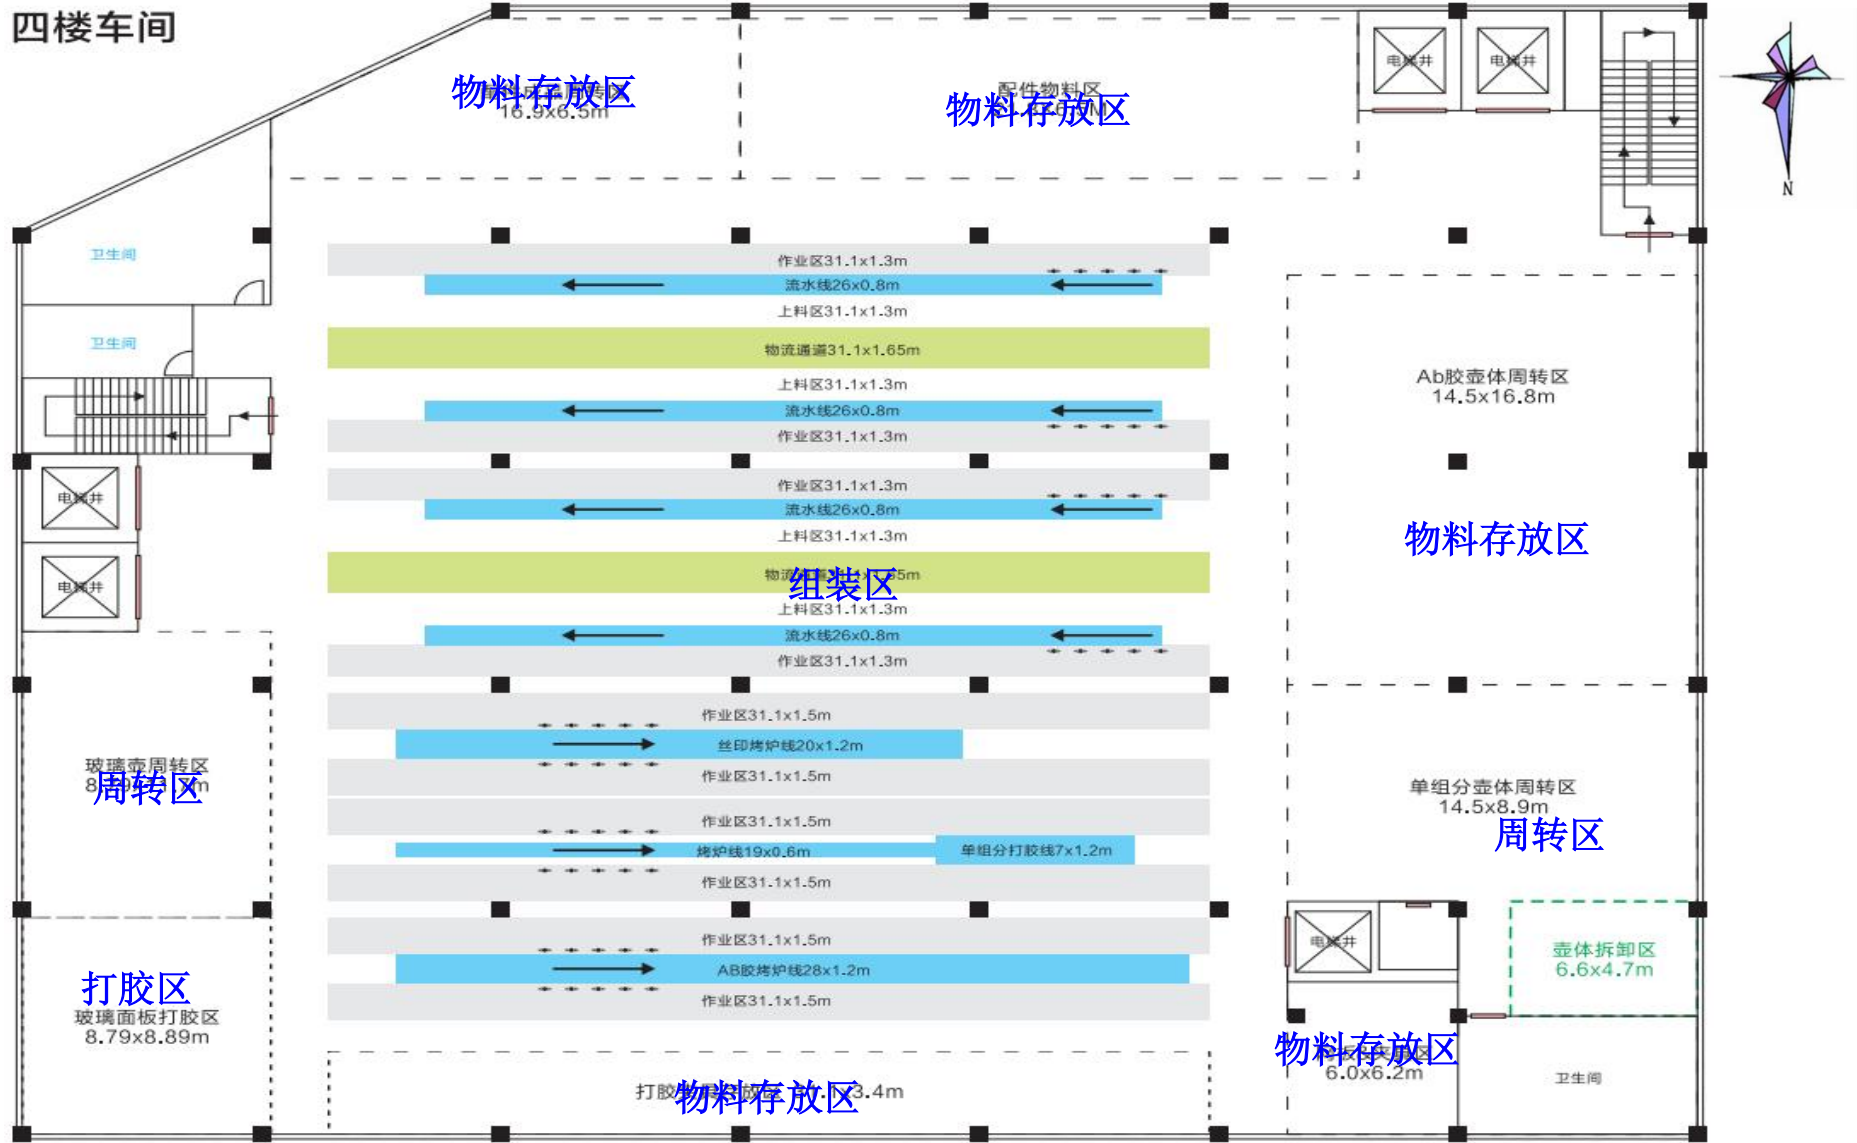 四楼车间
物料存放区
16.9x6.5m
配件物料区
物料存放区
电梯井
电梯井
N
卫生间
卫生间
电梯井
电梯井
作业区31.1x1.3m
流水线26x0.8m
上料区31.1x1.3m
物流通道31.1x1.65m
上料区31.1x1.3m
流水线26x0.8m
作业区31.1x1.3m
作业区31.1x1.3m
流水线26x0.8m
上料区31.1x1.3m
组装区
上料区31.1x1.3m
流水线26x0.8m
作业区31.1x1.3m
作业区31.1x1.5m
丝印烤炉线20x1.2m
作业区31.1x1.5m
作业区31.1x1.5m
烤炉线19x0.6m
单组分打胶线7x1.2m
作业区31.1x1.5m
作业区31.1x1.5m
AB胶烤炉线28x1.2m
作业区31.1x1.5m
Ab胶壶体周转区
14.5x16.8m
物料存放区
单组分壶体周转区
14.5x8.9m
周转区
玻璃壶周转区
周转区
打胶区
玻璃面板打胶区
8.79x8.89m
电梯井
壶体拆卸区
6.6x4.7m
物料存放区
6.0x6.2m
卫生间
物料存放区